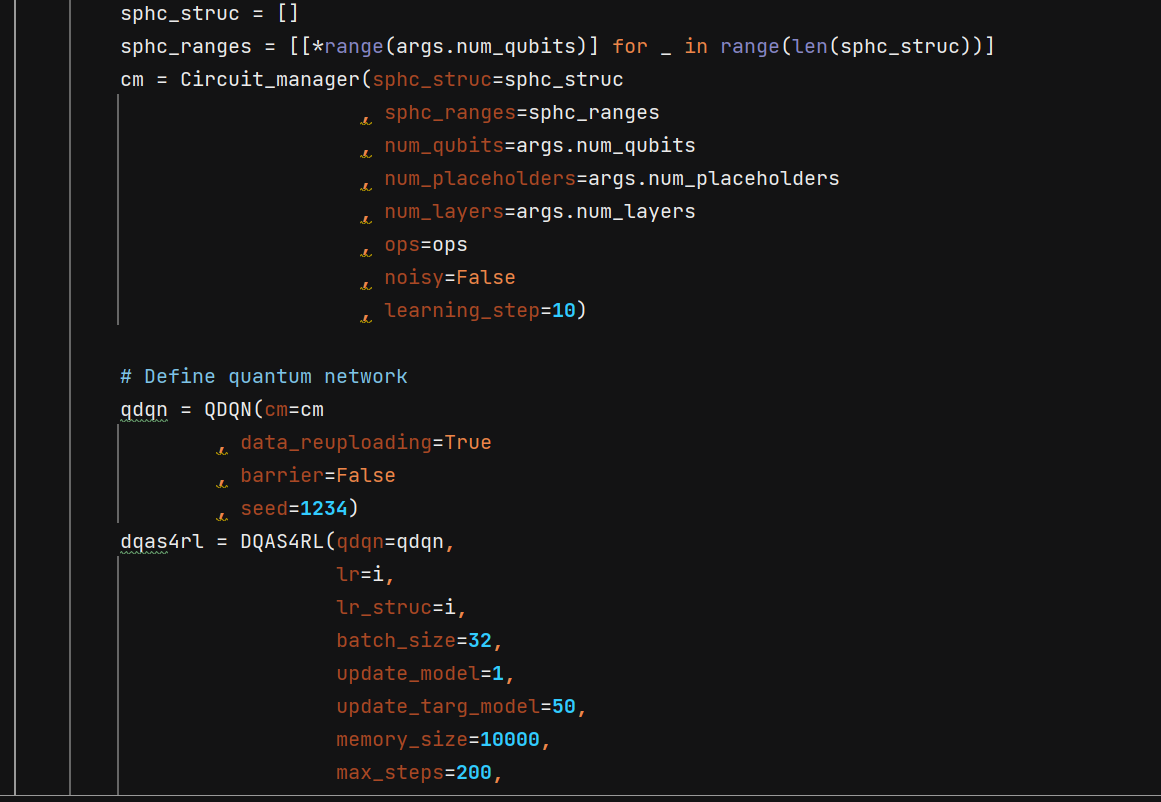 sphc_struc = []
sphc_ranges = [[*range(args.num_qubits)] for _ in range(len(sphc_struc))]
cm = Circuit_manager(sphc_struc=sphc_struc
, sphc_ranges=sphc_ranges
, num_qubits=args.num_qubits
, num_placeholders=args.num_placeholders
, num_layers=args.num_layers
, ops=ops
, noisy=False
, learning_step=10)
# Define quantum network
qdqn = QDQN(cm=cm
, data_reuploading=True
, barrier=False
, seed=1234)
dqas4rl = DQAS4RL(qdqn=qdqn,
lr=i,
lr_struc=i,
batch_size=32,
update_model=1,
update_targ_model=50,
memory_size=10000,
max_steps=200,